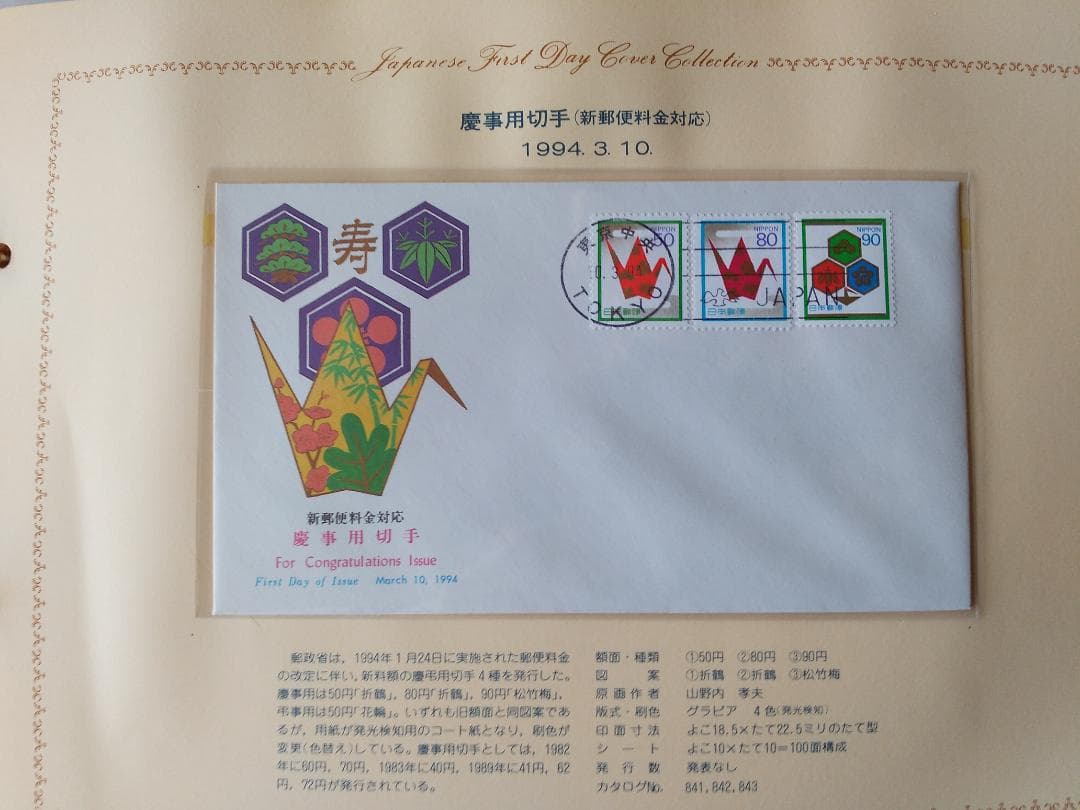 Japanese First Day Cover Collection
慶事用切手(新郵便料金対応)
1994. 3. 10.
寿
東京中央
TOKYO
50
日本郵便
NIPPON
80
日本郵便
NIPPON
90
日本郵便
JAPAN
新郵便料金対応
慶事用切手
For Congratulations Issue
First Day of Issue March 10, 1994
郵政省は，1994年1月24日に実施された郵便料金
の改定に伴い，新料額の慶弔用切手4種を発行した。
慶事用は50円「折鶴」，80円「折鶴」，90円「松竹梅」，
弔事用は50円「花輪」。いずれも旧額面と同図案であ
るが，用紙が発光検知用のコート紙となり，刷色が
変更(色替え)している。慶事用切手としては，1982
年に60円，70円，1983年に40円，1989年に41円，62
円，72円が発行されている。
額面・種類 ①50円 ②80円 ③90円
図案 ①折鶴 ②折鶴 ③松竹梅
原画作者 山野内 孝夫
版式・刷色 グラビア 4色(発光検知)
印面寸法 よこ18.5×たて22.5ミリのたて型
シート よこ10×たて10=100面構成
発行数 発表なし
カタログNo. 841,842,843